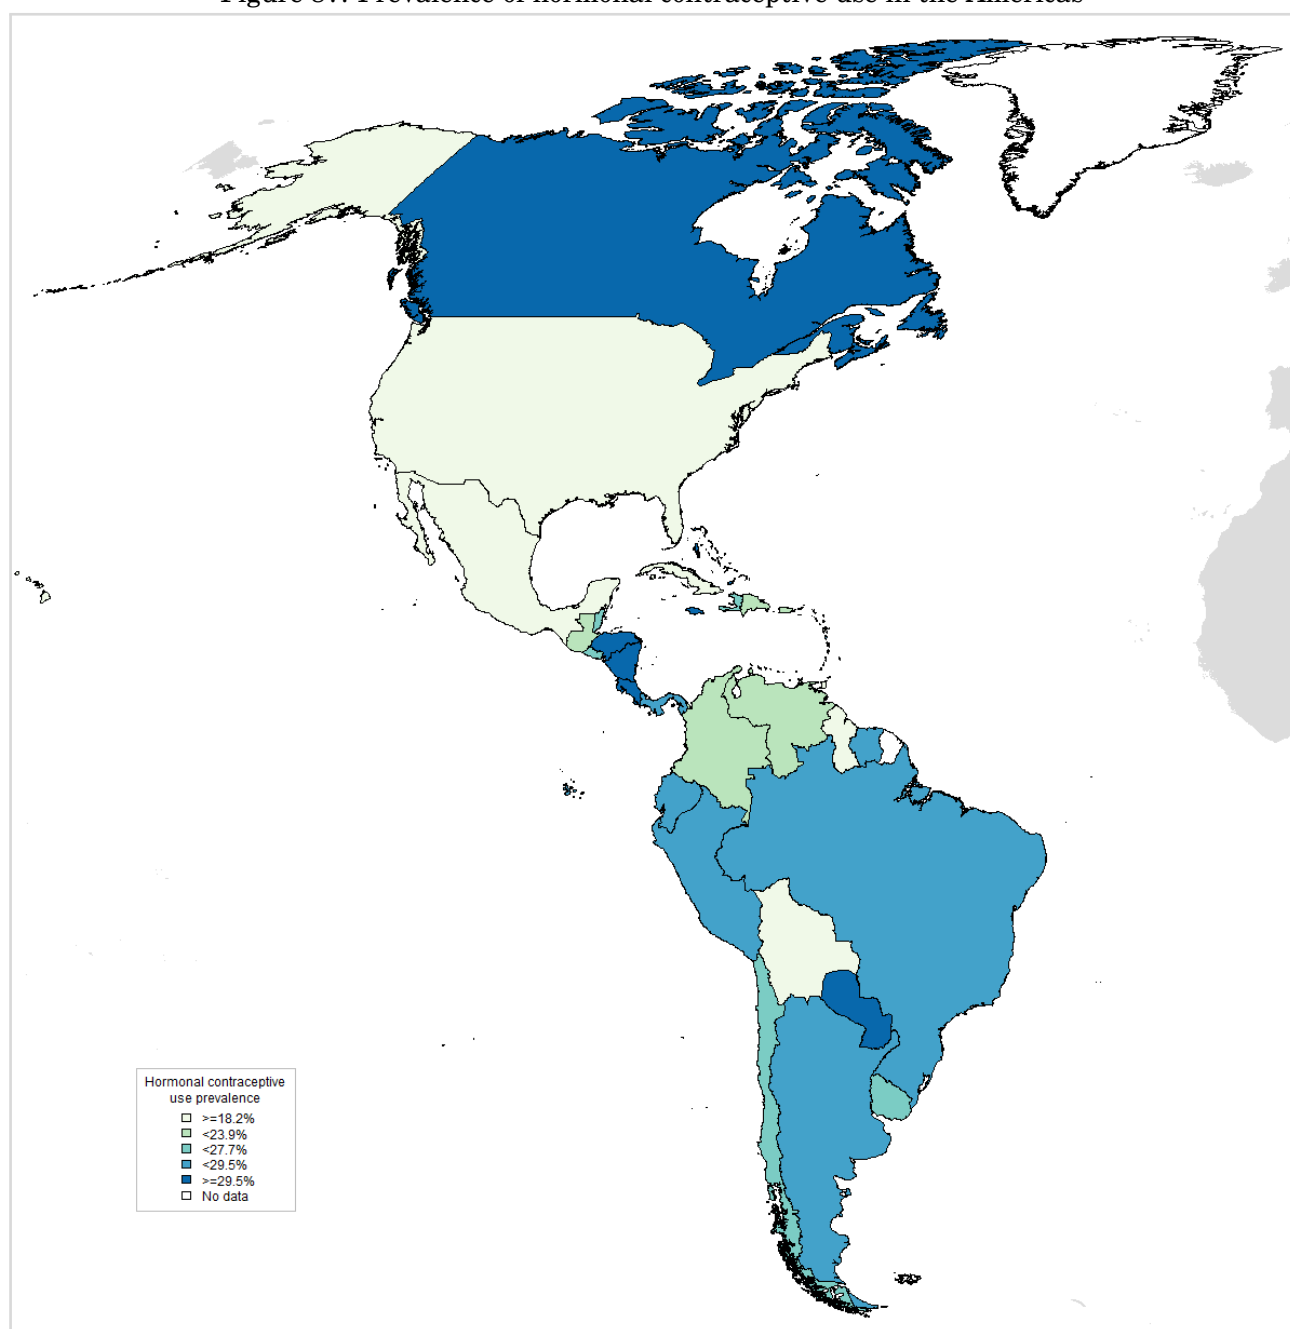 Hormonal contraceptive
use prevalence
>=18.2%
<23.9%
<27.7%
<29.5%
>=29.5%
No data